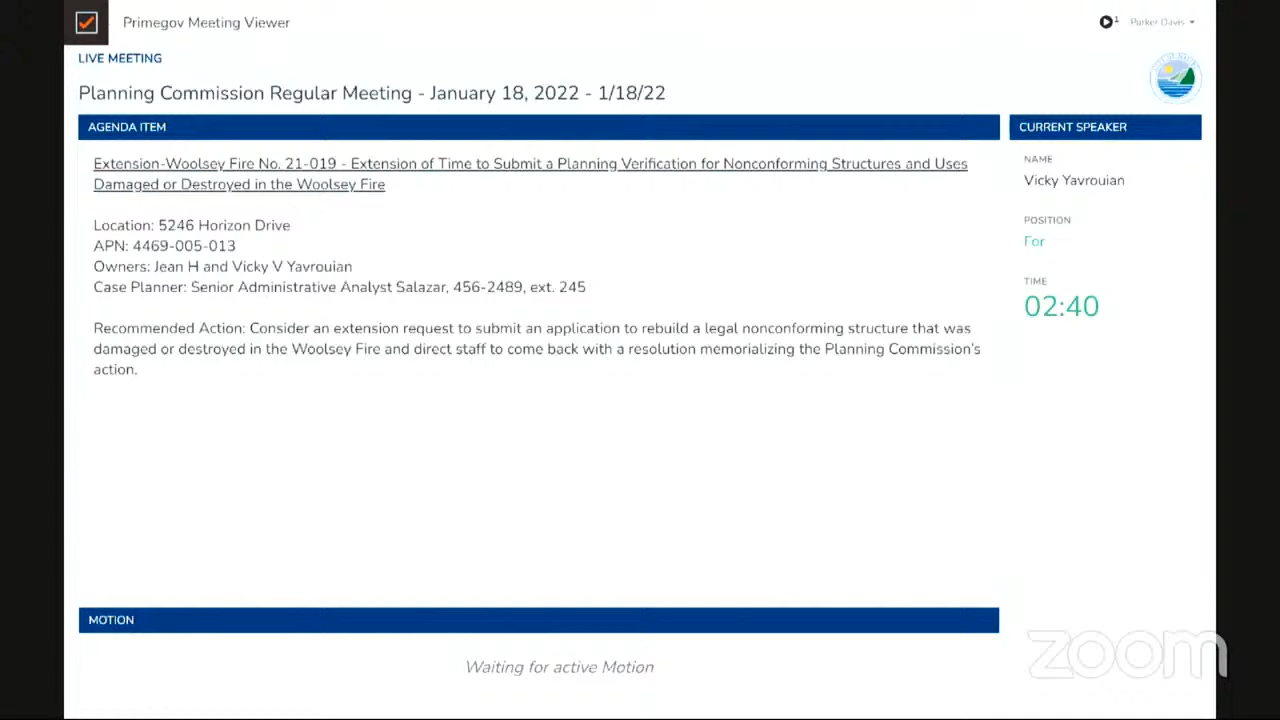 Primegov Meeting Viewer
1
Parker Davis
LIVE MEETING
Planning Commission Regular Meeting - January 18, 2022 - 1/18/22
AGENDA ITEM
CURRENT SPEAKER
Extension-Woolsey Fire No. 21-019 - Extension of Time to Submit a Planning Verification for Nonconforming Structures and Uses
Damaged or Destroyed in the Woolsey Fire
Location: 5246 Horizon Drive
APN: 4469-005-013
Owners: Jean H and Vicky V Yavrouian
Case Planner: Senior Administrative Analyst Salazar, 456-2489, ext. 245
Recommended Action: Consider an extension request to submit an application to rebuild a legal nonconforming structure that was
damaged or destroyed in the Woolsey Fire and direct staff to come back with a resolution memorializing the Planning Commission's
action.
NAME
Vicky Yavrouian
POSITION
For
TIME
02:40
MOTION
Waiting for active Motion
zoom